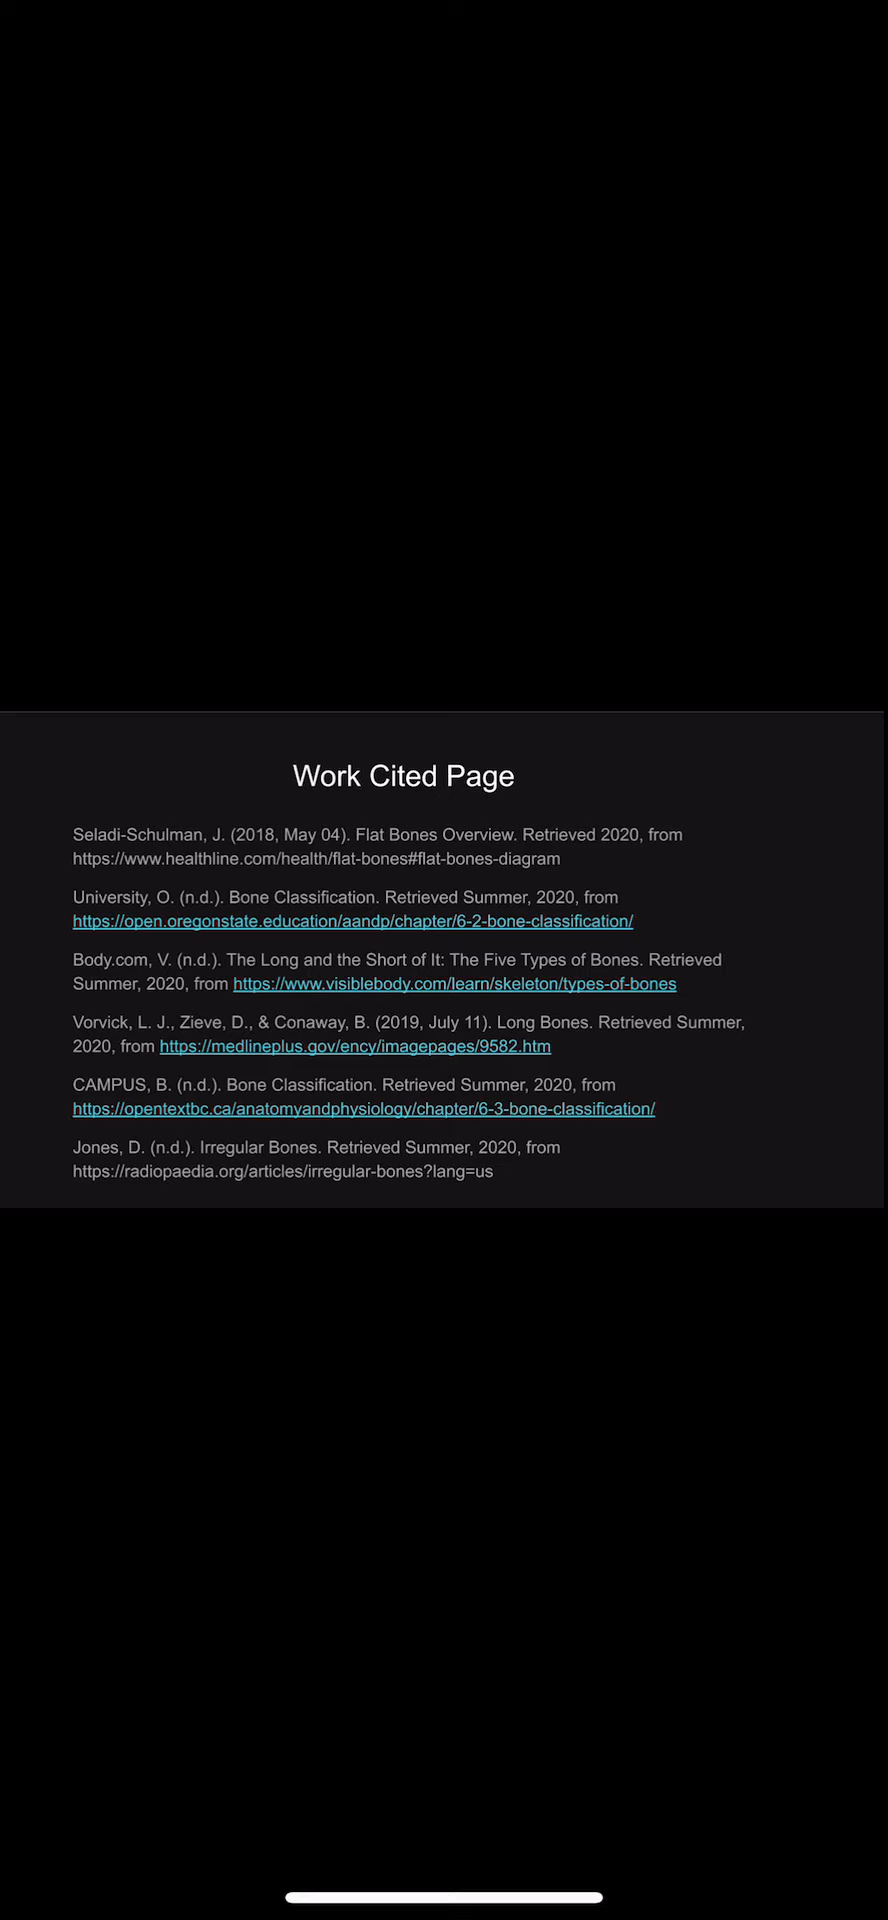 Work Cited Page
Seladi-Schulman, J. (2018, May 04). Flat Bones Overview. Retrieved 2020, from
https://www.healthline.com/health/flat-bones#flat-bones-diagram
University, O. (n.d.). Bone Classification. Retrieved Summer, 2020, from
https://open.oregonstate.education/aandp/chapter/6-2-bone-classification/
Body.com, V. (n.d.). The Long and the Short of It: The Five Types of Bones. Retrieved
Summer, 2020, from https://www.visiblebody.com/learn/skeleton/types-of-bones
Vorvick, L. J., Zieve, D., & Conaway, B. (2019, July 11). Long Bones. Retrieved Summer,
2020, from https://medlineplus.gov/ency/imagepages/9582.htm
CAMPUS, B. (n.d.). Bone Classification. Retrieved Summer, 2020, from
https://opentextbc.ca/anatomyandphysiology/chapter/6-3-bone-classification/
Jones, D. (n.d.). Irregular Bones. Retrieved Summer, 2020, from
https://radiopaedia.org/articles/irregular-bones?lang=us